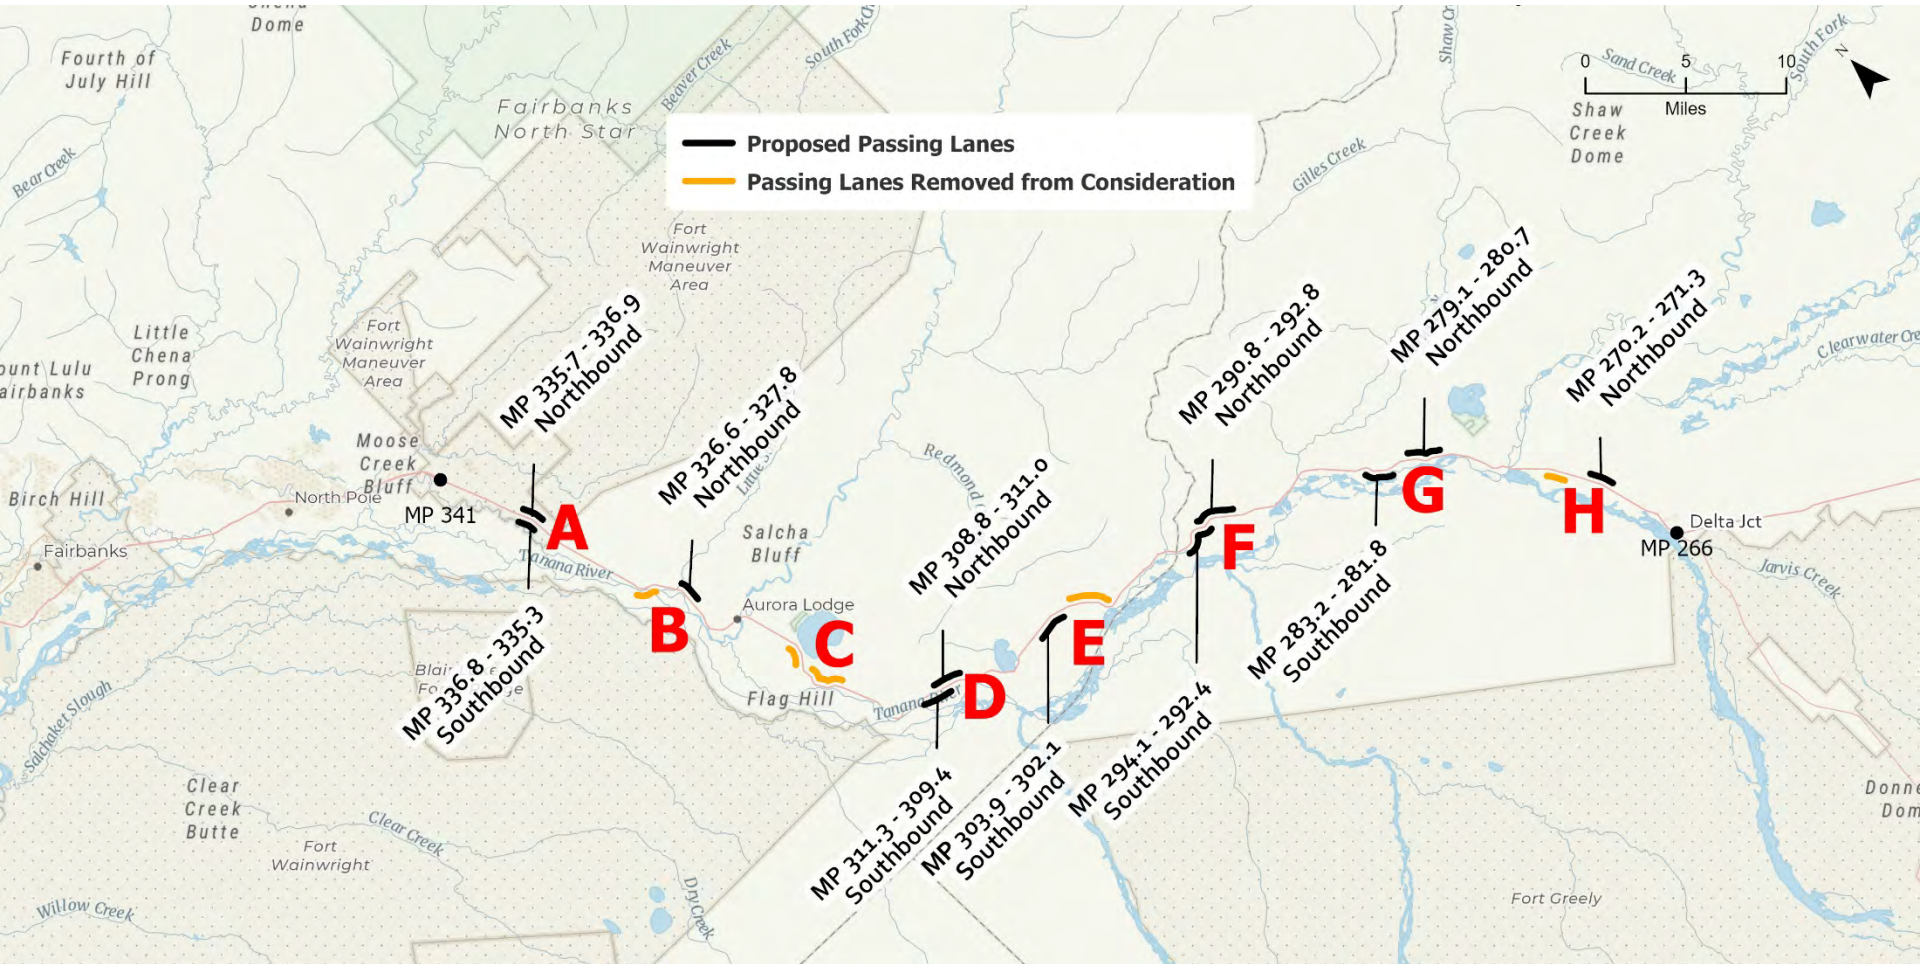 Dome
Fourth of
July Hill
Bear Creek
Beaver Creek
South Fork
Fairbanks
North Star
Proposed Passing Lanes
Passing Lanes Removed from Consideration
Gilles Creek
Sand Creek
South Fork
0 5 10
Miles
N
Shaw
Creek
Dome
Fort
Wainwright
Maneuver
Area
Little
Chena
Prong
Fort
Wainwright
Maneuver
Area
MP 335.7 - 336.9
Northbound
MP 326.6 - 327.8
Northbound
MP 308.8 - 311.0
Northbound
MP 290.8 - 292.8
Northbound
MP 279.1 - 280.7
Northbound
MP 270.2 - 271.3
Northbound
Moose
Creek
Bluff
MP 341
Birch Hill
North Pole
Fairbanks
Tanana River
Salcha
Bluff
Aurora Lodge
Redmond
Flag Hill
Tanana River
A
B
C
D
E
F
G
H
Delta Jct
MP 266
Jarvis Creek
MP 336.8 - 335.3
Southbound
MP 311.3 - 309.4
Southbound
MP 303.9 - 302.1
Southbound
MP 294.1 - 292.4
Southbound
MP 283.2 - 281.8
Southbound
Salchaket Slough
Clear
Creek
Butte
Clear Creek
Fort
Wainwright
Willow Creek
Dry Creek
Fort Greely